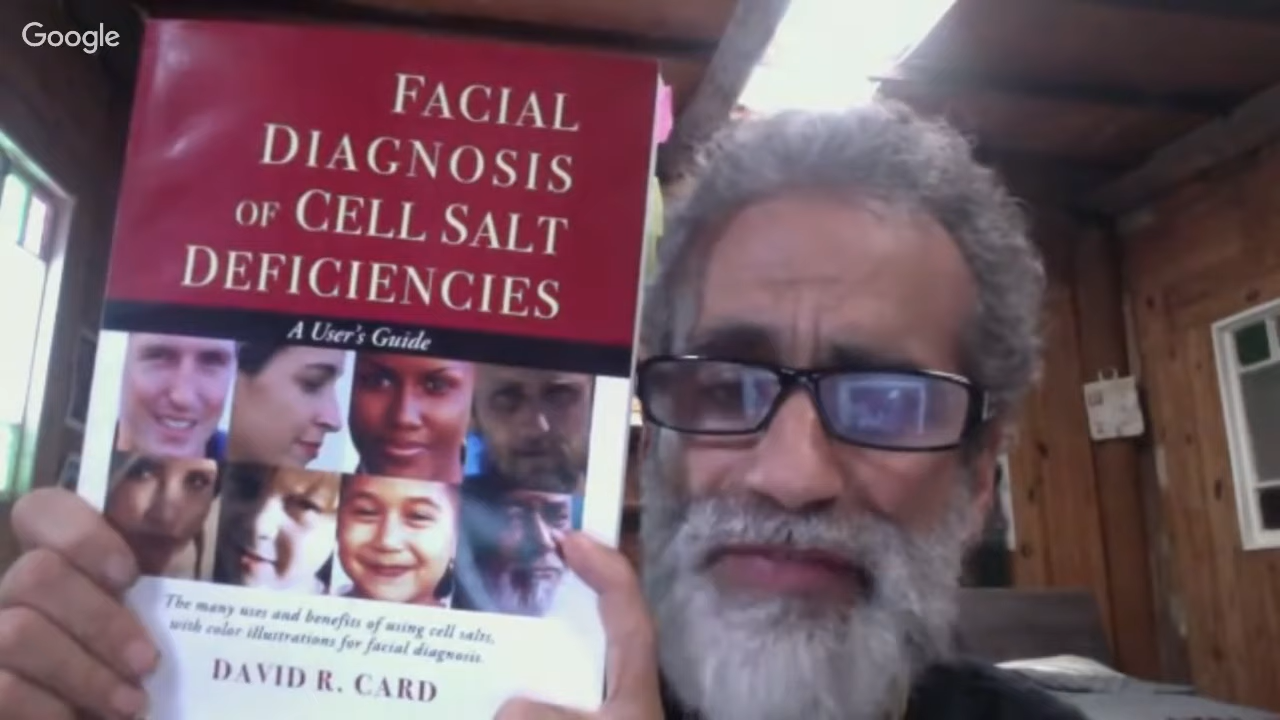 Google
FACIAL
DIAGNOSIS
OF CELL SALT
DEFICIENCIES
A User's Guide
The many uses and benefits of using cell salts,
with color illustrations for facial diagnosis.
DAVID R. CARD